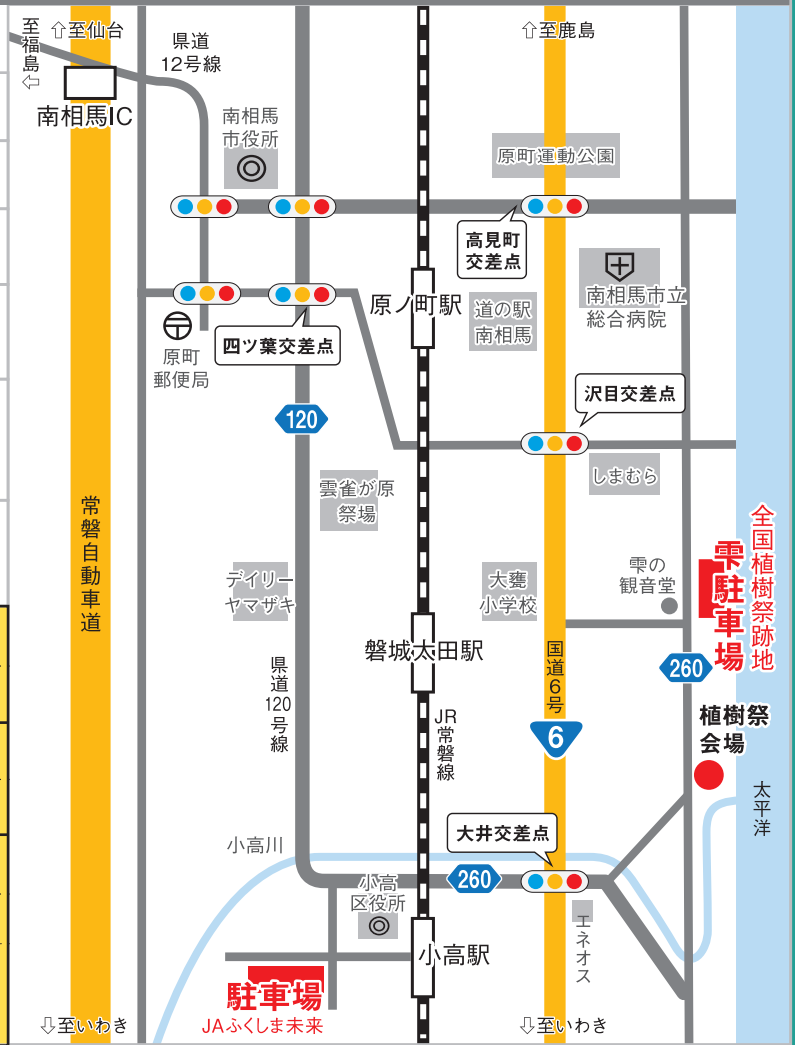 至福島
⇦
⇧至仙台
県道
12号線
⇧至鹿島
南相馬IC
南相馬
市役所
原町運動公園
高見町
交差点
原ノ町駅
道の駅
南相馬
南相馬市立
総合病院
四ツ葉交差点
原町
郵便局
沢目交差点
120
しまむら
雲雀が原
祭場
常磐自動車道
全国植樹祭跡地
雫駐車場
デイリー
ヤマザキ
大甕
小学校
雫の
観音堂
磐城太田駅
国道6号
260
県道120号線
JR常磐線
6
植樹祭
会場
太平洋
大井交差点
小高川
小高
区役所
260
エネオス
小高駅
駐車場
JAふくしま未来
⇩至いわき
⇩至いわき